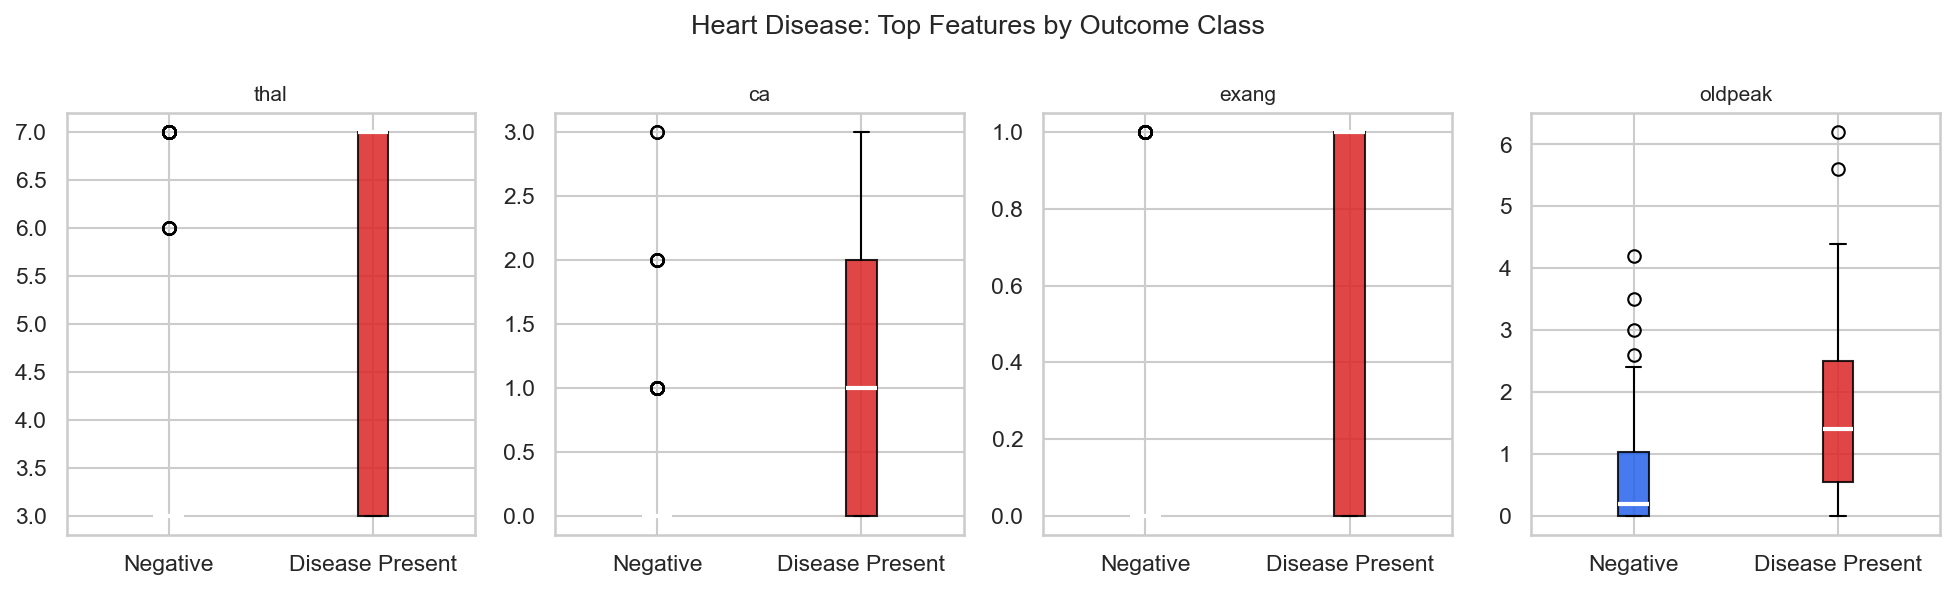 Heart Disease: Top Features by Outcome Class
thal
7.0
6.5
6.0
5.5
5.0
4.5
4.0
3.5
3.0
Negative
Disease Present
ca
3.0
2.5
2.0
1.5
1.0
0.5
0.0
Negative
Disease Present
exang
1.0
0.8
0.6
0.4
0.2
0.0
Negative
Disease Present
oldpeak
6
5
4
3
2
1
0
Negative
Disease Present